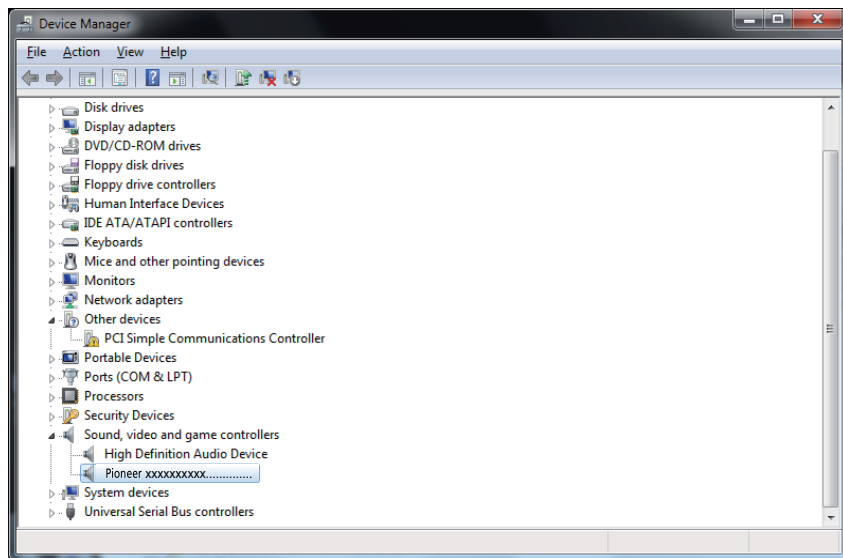 Device Manager
File Action View Help
Disk drives
Display adapters
DVD/CD-ROM drives
Floppy disk drives
Floppy drive controllers
Human Interface Devices
IDE ATA/ATAPI controllers
Keyboards
Mice and other pointing devices
Monitors
Network adapters
Other devices
PCI Simple Communications Controller
Portable Devices
Ports (COM & LPT)
Processors
Security Devices
Sound, video and game controllers
High Definition Audio Device
Pioneer xxxxxxxxxx..............
System devices
Universal Serial Bus controllers